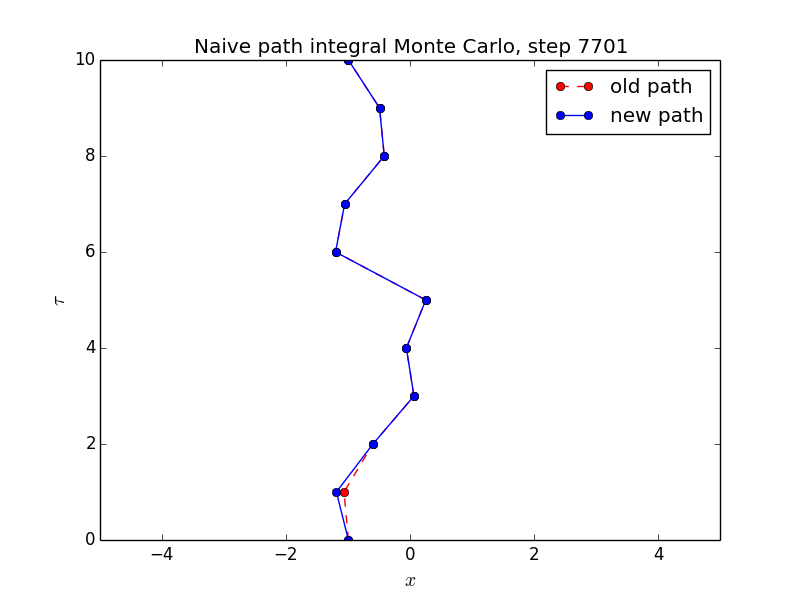 Naive path integral Monte Carlo, step 7701
old path
new path
10
8
6
4
2
0
τ
−4 −2 0 2 4
x